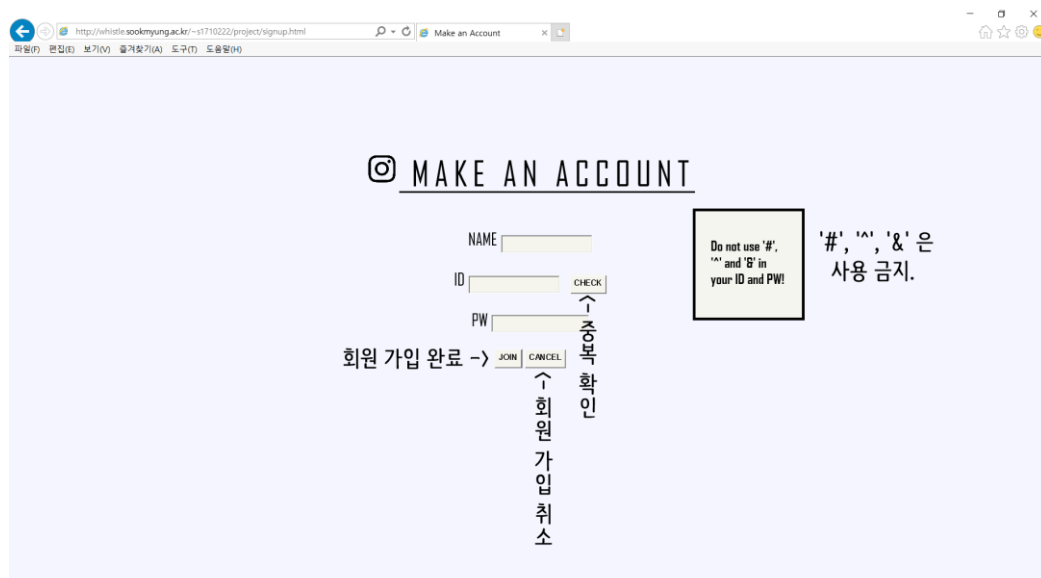 http://whistle.sookmyung.ac.kr/~s1710222/project/signup.html
Make an Account
파일(F) 편집(E) 보기(V) 즐겨찾기(A) 도구(T) 도움말(H)
MAKE AN ACCOUNT
NAME
ID
CHECK
PW
<-중복 확인
회원 가입 완료 -> JOIN CANCEL
<-회원 가입 취소
Do not use '#',
'^' and '&' in
your ID and PW!
'#', '^', '&' 은
사용 금지.